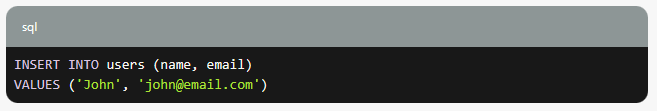 sql
INSERT INTO users (name, email)
VALUES ('John', 'john@email.com')